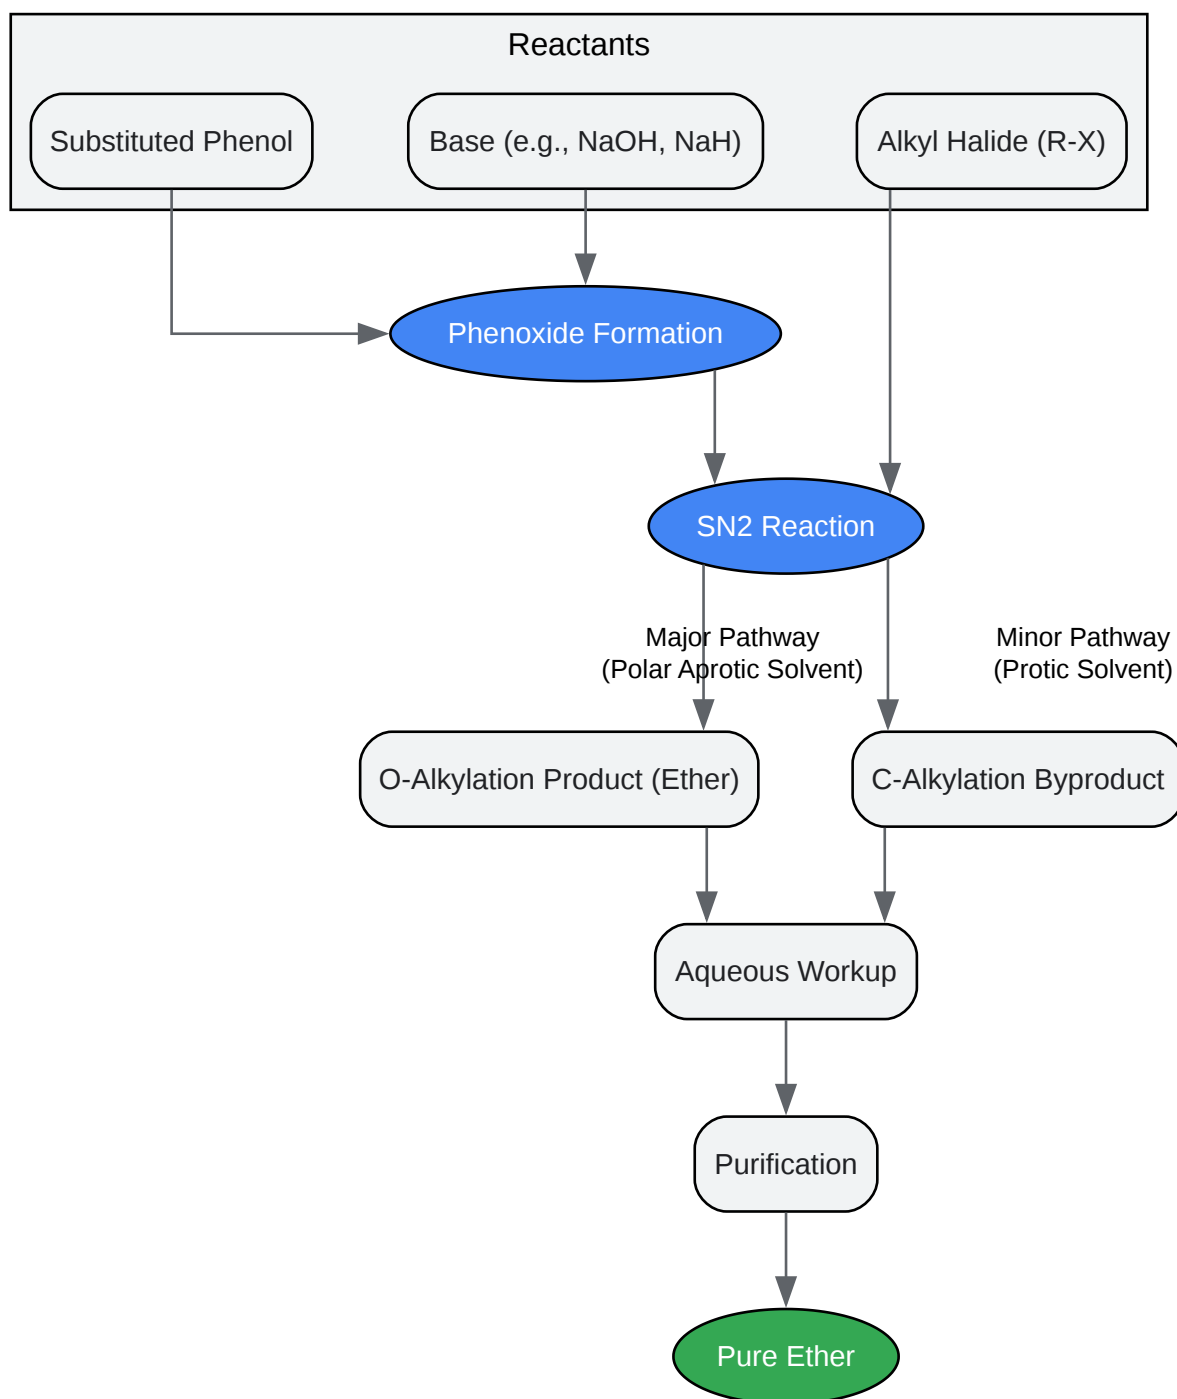 Reactants
Substituted Phenol
Base (e.g., NaOH, NaH)
Alkyl Halide (R-X)
Phenoxide Formation
SN2 Reaction
Major Pathway
(Polar Aprotic Solvent)
Minor Pathway
(Protic Solvent)
O-Alkylation Product (Ether)
C-Alkylation Byproduct
Aqueous Workup
Purification
Pure Ether